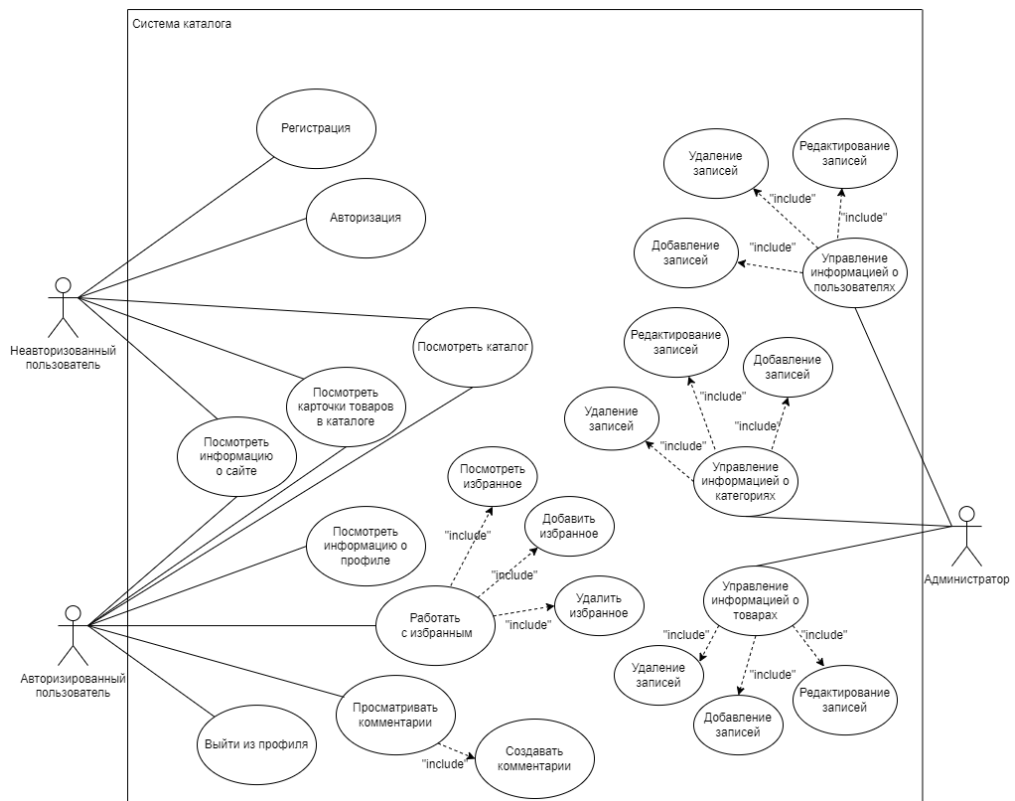 Система каталога
Регистрация
Авторизация
Удаление
записей
Редактирование
записей
"include"
"include"
Добавление
записей
"include"
Управление
информацией о
пользователях
Неавторизованный
пользователь
Посмотреть каталог
Редактирование
записей
Добавление
записей
Посмотреть
карточки товаров
в каталоге
"include"
Удаление
записей
"include"
"include"
Посмотреть
информацию
о сайте
Управление
информацией о
категориях
Посмотреть
избранное
Добавить
избранное
"include"
Посмотреть
информацию о
профиле
"include"
Администратор
Управление
информацией о
товарах
Удалить
избранное
"include"
Работать
с избранным
"include"
"include"
Авторизированный
пользователь
Удаление
записей
"include"
Редактирование
записей
Просматривать
комментарии
Добавление
записей
Выйти из профиля
"include"
Создавать
комментарии